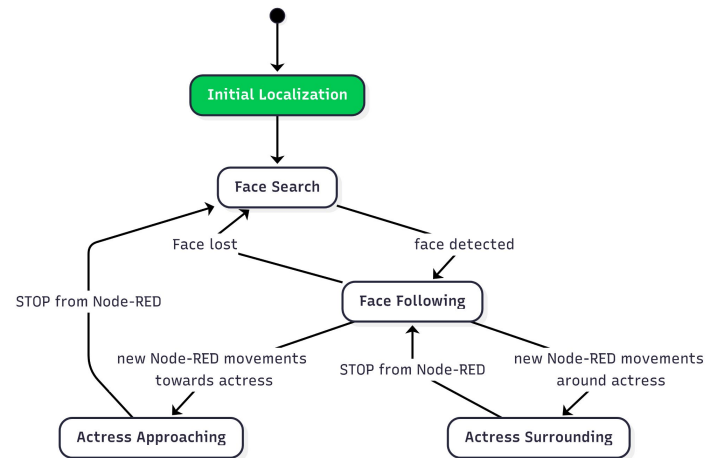 Initial Localization
Face Search
Face lost
face detected
Face Following
STOP from Node-RED
new Node-RED movements
towards actress
STOP from Node-RED
new Node-RED movements
around actress
Actress Approaching
Actress Surrounding